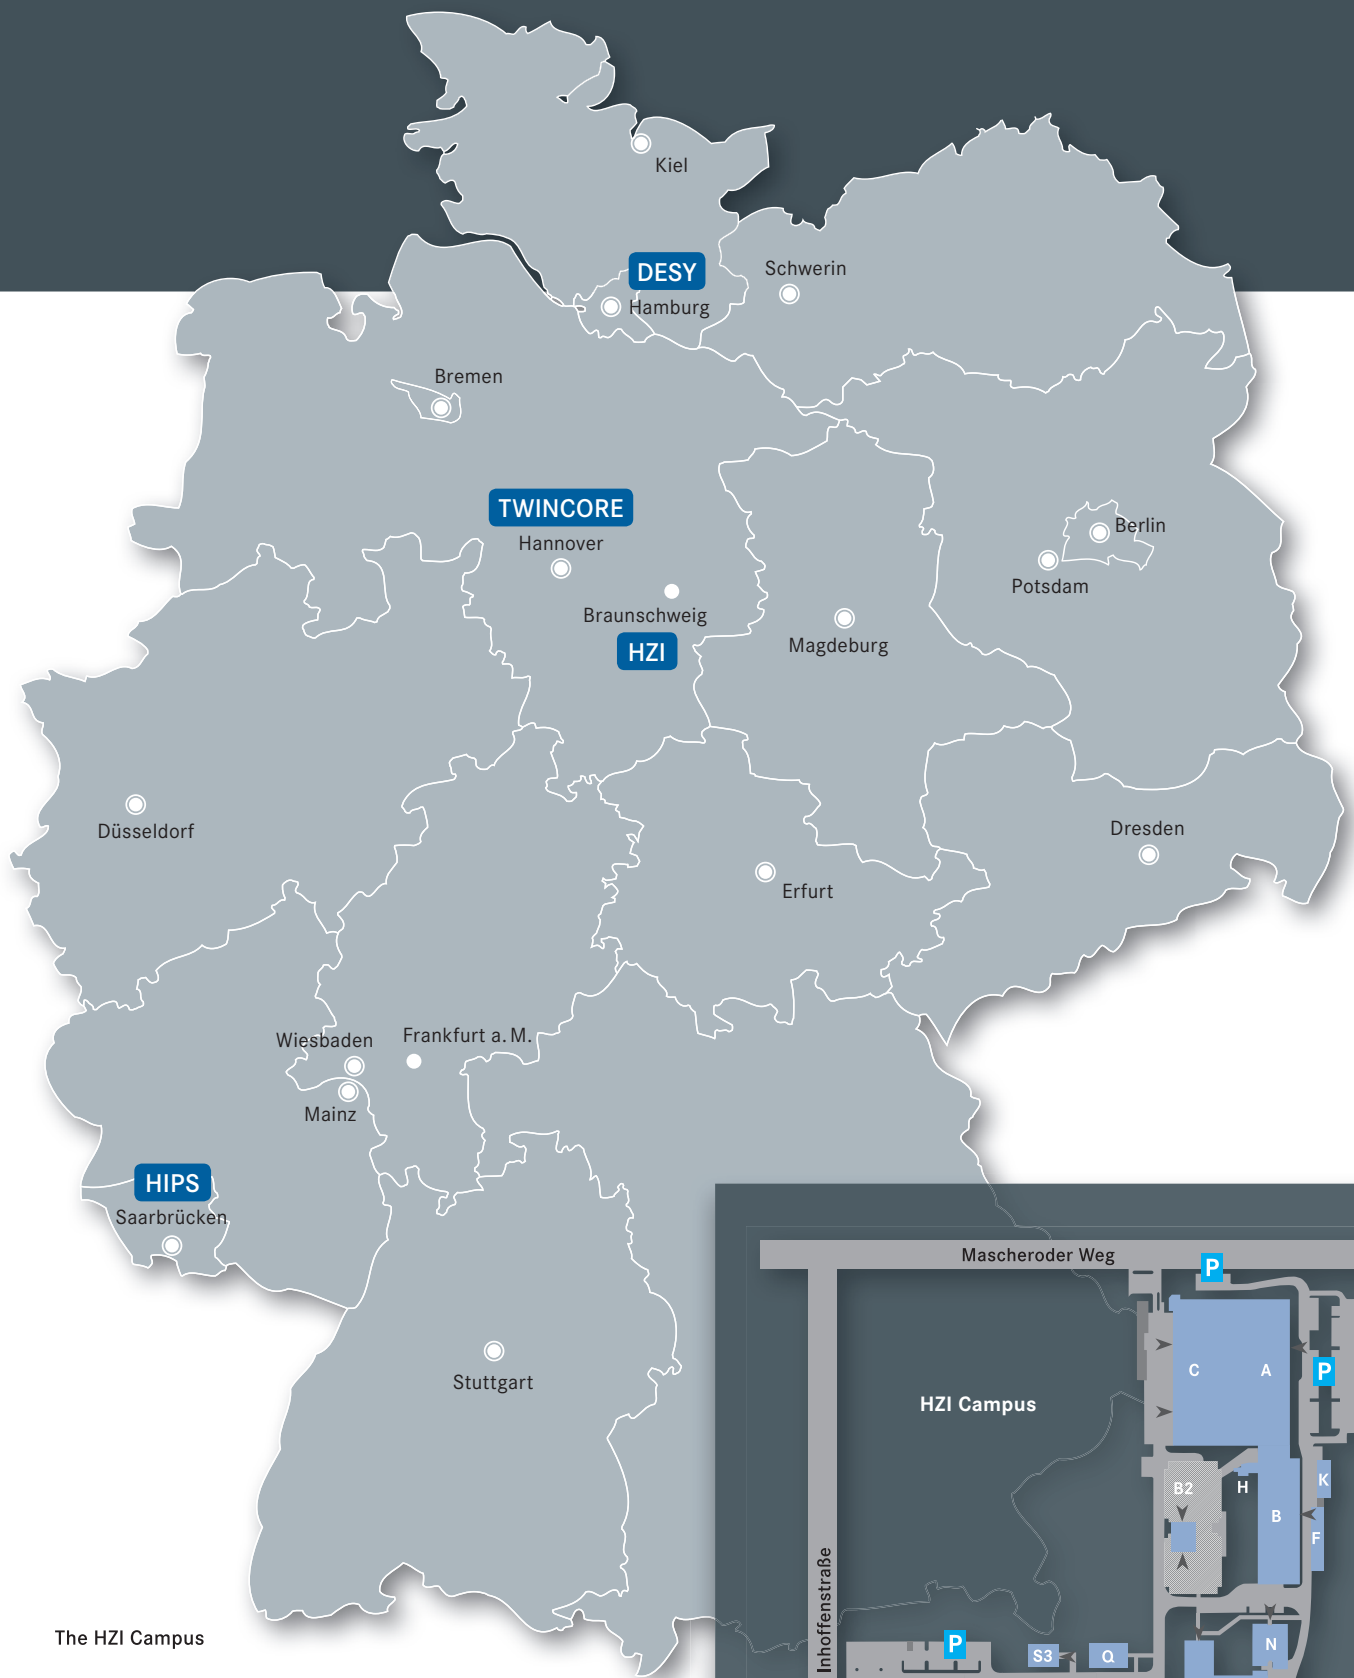 Kiel
DESY
Schwerin
Hamburg
Bremen
TWINCORE
Hannover
Berlin
Potsdam
Braunschweig
HZI
Magdeburg
Düsseldorf
Dresden
Erfurt
Wiesbaden
Frankfurt a. M.
Mainz
HIPS
Saarbrücken
Stuttgart
Mascheroder Weg
P
C
A
P
HZI Campus
B2
H
K
B
F
Inhoffenstraße
The HZI Campus
P
S3
Q
N